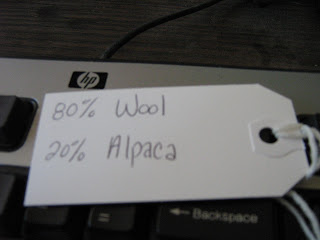 hp
80% Wool
20% Alpaca
=
← Backspace